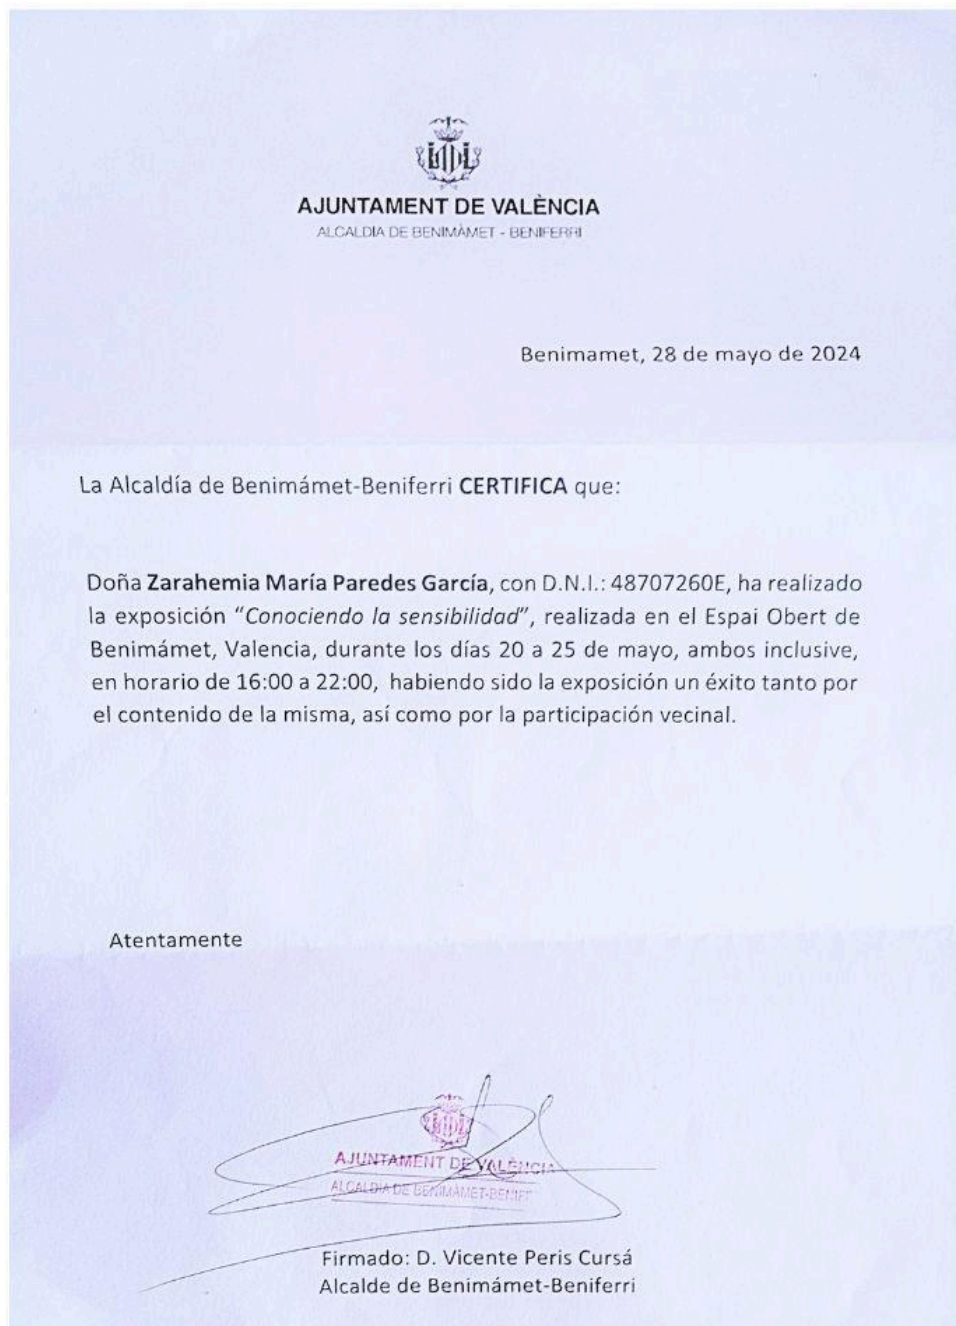 AJUNTAMENT DE VALÈNCIA
ALCALDIA DE BENIMÀMET - BENIFERRI
Benimamet, 28 de mayo de 2024
La Alcaldía de Benimámet-Beniferri CERTIFICA que:
Doña Zarahemia María Paredes García, con D.N.I.: 48707260E, ha realizado
la exposición "Conociendo la sensibilidad", realizada en el Espai Obert de
Benimámet, Valencia, durante los días 20 a 25 de mayo, ambos inclusive,
en horario de 16:00 a 22:00, habiendo sido la exposición un éxito tanto por
el contenido de la misma, así como por la participación vecinal.
Atentamente
AJUNTAMENT DE VALÈNCIA
ALCALDIA DE BENIMÀMET-BENIF
Firmado: D. Vicente Peris Cursá
Alcalde de Benimámet-Beniferri